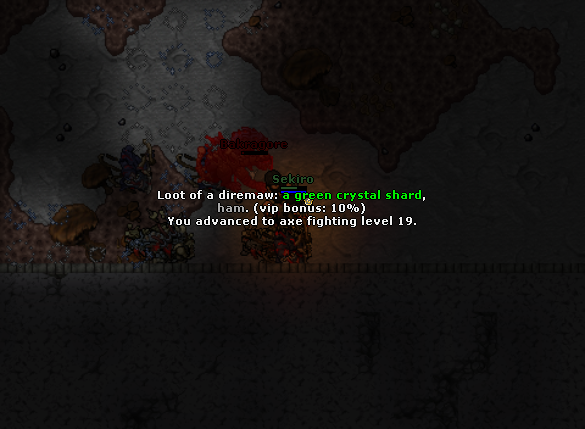 Sekiro
Loot of a diremaw: a green crystal shard,
ham. (vip bonus: 10%)
You advanced to axe fighting level 19.